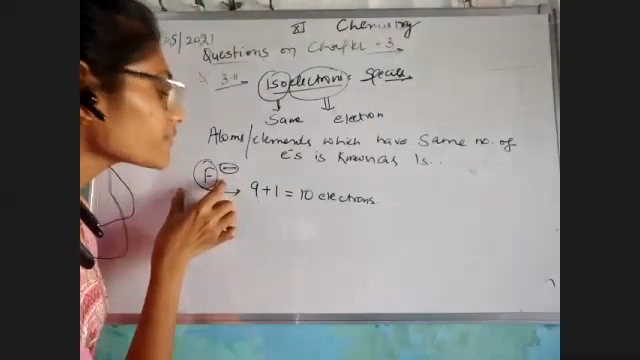 5/2021 XI Chemistry
Questions on Chapter - 3
3.11 Isoelectronic species
Same electron
Atoms/elements which have same no. of
e⁻s is known as Is..
F⁻ → 9+1 = 10 electrons.